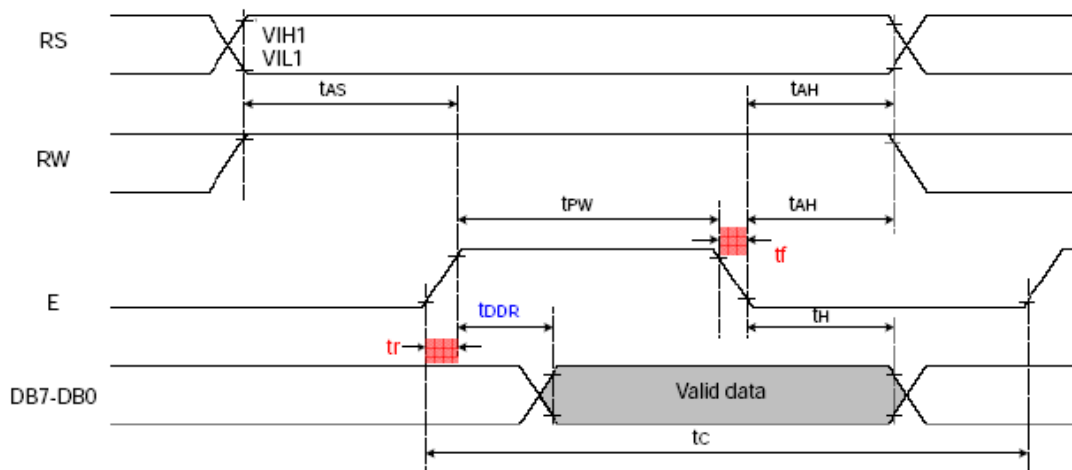 RS
VIH1
VIL1
tAS
tAH
RW
tPW
tAH
tf
E
tDDR
tH
tr
DB7-DB0
Valid data
tC